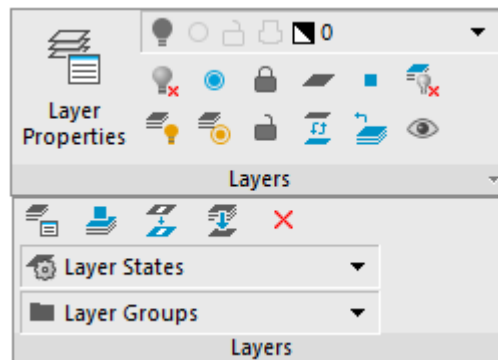 0
Layer
Properties
Layers
Layer States
Layer Groups
Layers